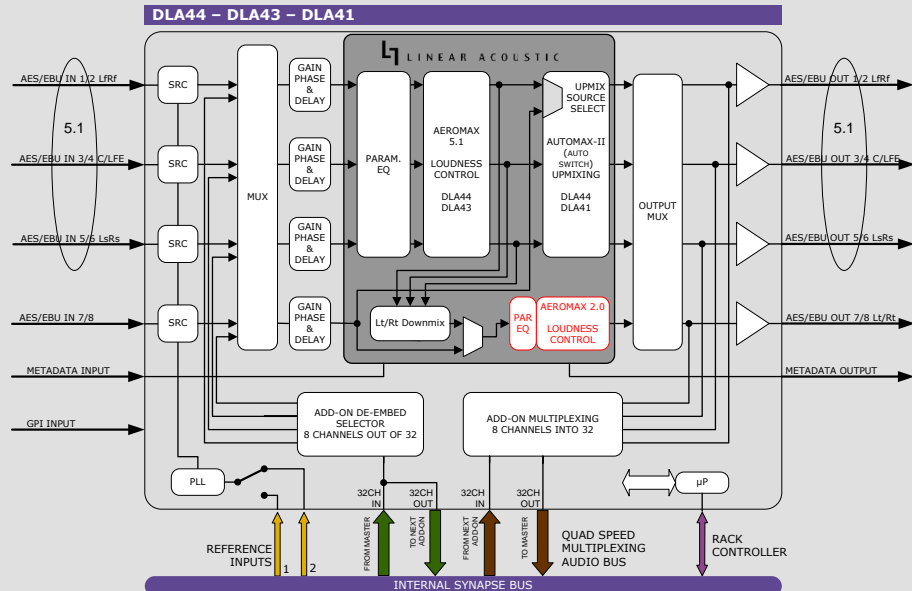 DLA44 – DLA43 – DLA41
LINEAR ACOUSTIC
AES/EBU IN 1/2 LfRf
5.1
AES/EBU IN 3/4 C/LFE
AES/EBU IN 5/6 LsRs
AES/EBU IN 7/8
METADATA INPUT
GPI INPUT
SRC
SRC
SRC
SRC
MUX
GAIN
PHASE
& DELAY
GAIN
PHASE
& DELAY
GAIN
PHASE
& DELAY
GAIN
PHASE
& DELAY
PARAM.
EQ
AEROMAX
5.1
LOUDNESS
CONTROL
DLA44
DLA43
UPMIX
SOURCE
SELECT
AUTOMAX-II
(AUTO
SWITCH)
UPMIXING
DLA44
DLA41
Lt/Rt Downmix
PAR
EQ
AEROMAX 2.0
LOUDNESS
CONTROL
OUTPUT
MUX
AES/EBU OUT 1/2 LfRf
5.1
AES/EBU OUT 3/4 C/LFE
AES/EBU OUT 5/6 LsRs
AES/EBU OUT 7/8 Lt/Rt
METADATA OUTPUT
ADD-ON DE-EMBED
SELECTOR
8 CHANNELS OUT OF 32
ADD-ON MULTIPLEXING
8 CHANNELS INTO 32
PLL
µP
32CH
IN
32CH
OUT
32CH
IN
32CH
OUT
FROM MASTER
TO NEXT
ADD-ON
FROM NEXT
ADD-ON
TO MASTER
REFERENCE
INPUTS
1
2
QUAD SPEED
MULTIPLEXING
AUDIO BUS
RACK
CONTROLLER
INTERNAL SYNAPSE BUS